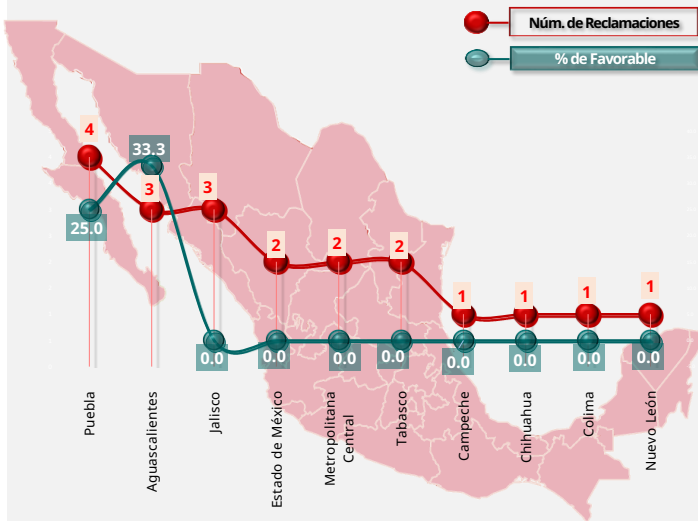 Núm. de Reclamaciones
% de Favorable
4
33.3
3
3
25.0
2
2
2
1
1
1
1
0.0
0.0
0.0
0.0
0.0
0.0
0.0
0.0
Puebla
Aguascalientes
Jalisco
Estado de México
Metropolitana
Central
Tabasco
Campeche
Chihuahua
Colima
Nuevo León